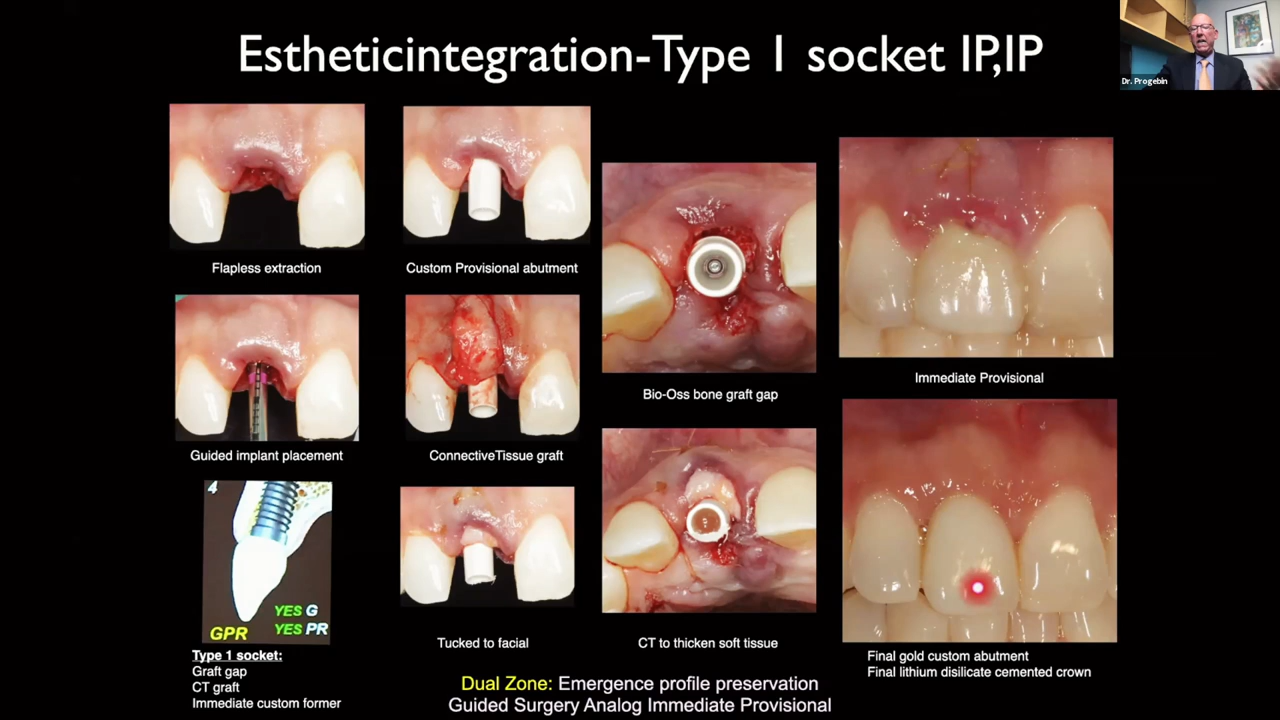 Estheticintegration-Type 1 socket IP,IP
Dr. Progebin
Flapless extraction
Custom Provisional abutment
Guided implant placement
ConnectiveTissue graft
Bio-Oss bone graft gap
Immediate Provisional
4
YES G
YES PR
GPR
Type 1 socket:
Graft gap
CT graft
Immediate custom former
Tucked to facial
CT to thicken soft tissue
Final gold custom abutment
Final lithium disilicate cemented crown
Dual Zone: Emergence profile preservation
Guided Surgery Analog Immediate Provisional